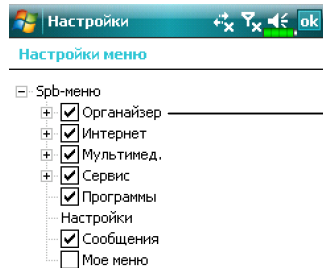 Настройки ok
Настройки меню
Spb-меню
Органайзер
Интернет
Мультимед.
Сервис
Программы
Настройки
Сообщения
Мое меню